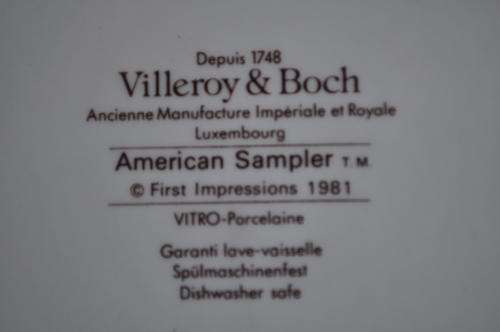 Depuis 1748
Villeroy & Boch
Ancienne Manufacture Impériale et Royale
Luxembourg
American Sampler T.M.
© First Impressions 1981
VITRO-Porcelaine
Garanti lave-vaisselle
Spülmaschinenfest
Dishwasher safe